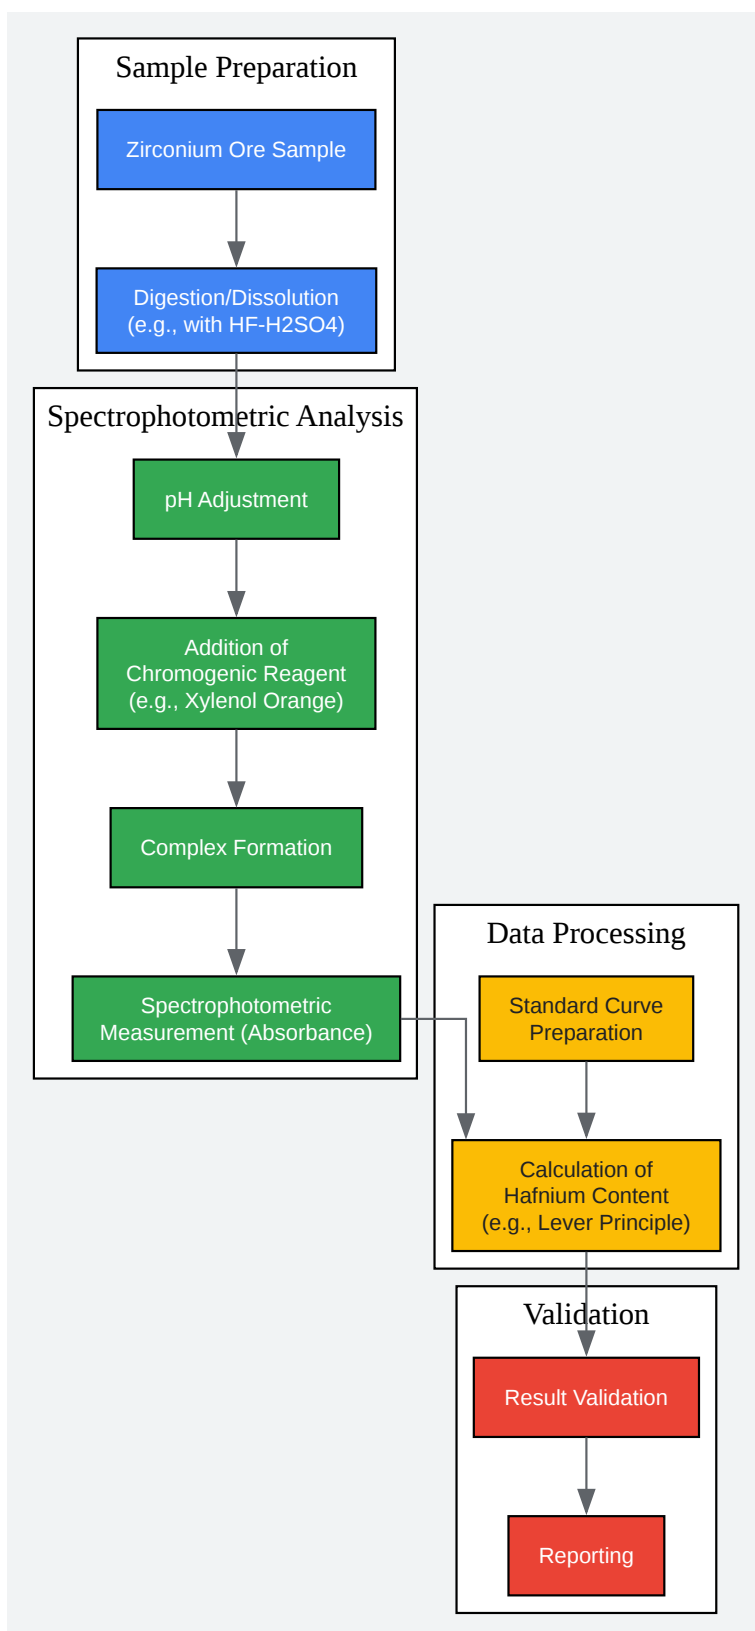 Sample Preparation
Zirconium Ore Sample
Digestion/Dissolution
(e.g., with HF-H2SO4)
Spectrophotometric Analysis
pH Adjustment
Addition of
Chromogenic Reagent
(e.g., Xylenol Orange)
Complex Formation
Spectrophotometric
Measurement (Absorbance)
Data Processing
Standard Curve
Preparation
Calculation of
Hafnium Content
(e.g., Lever Principle)
Validation
Result Validation
Reporting